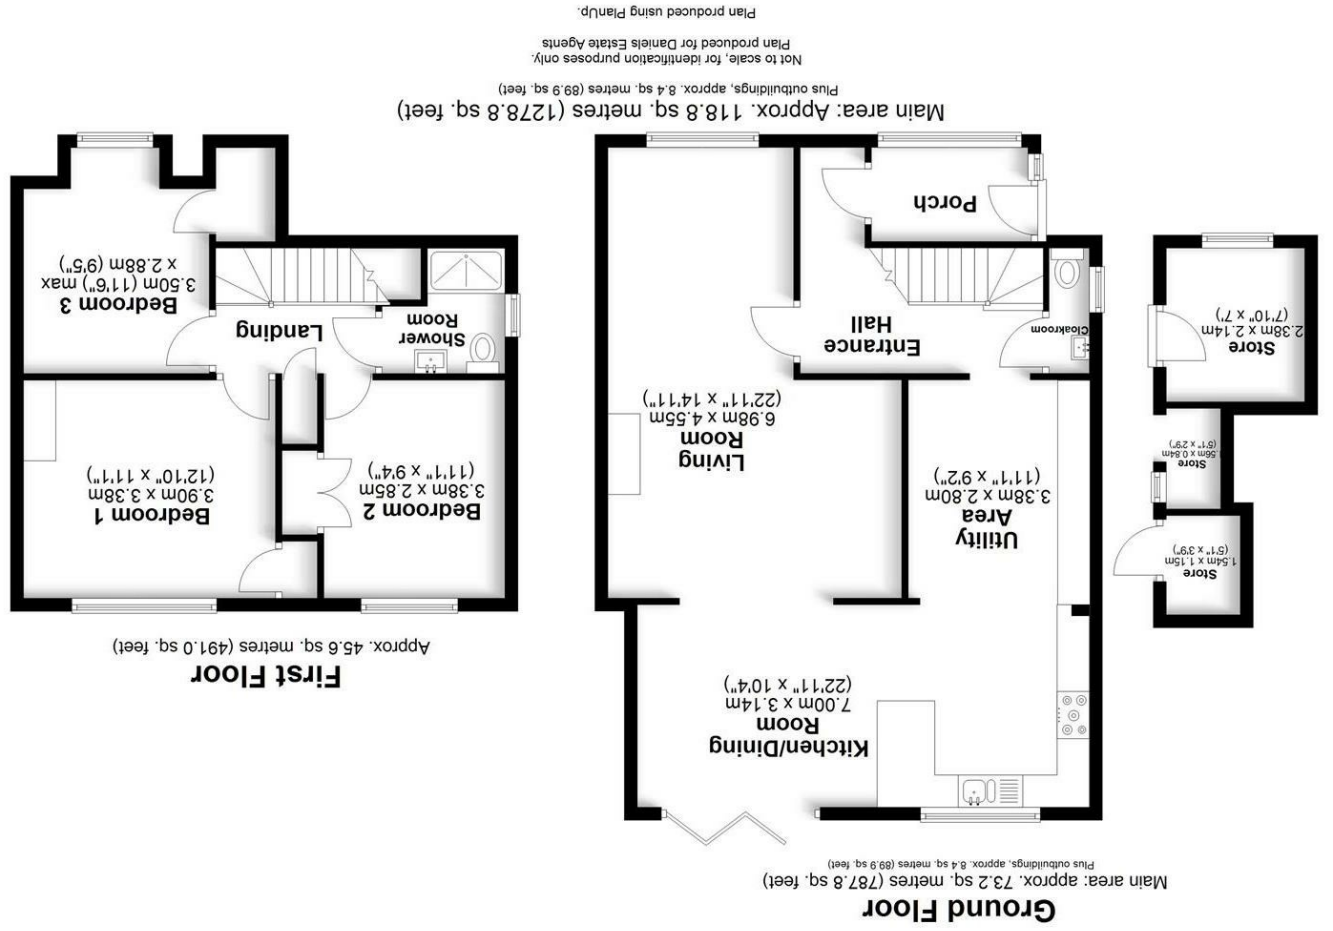 Ground Floor
Main area: approx. 73.2 sq. metres (787.8 sq. feet)
Plus outbuildings, approx. 8.4 sq. metres (89.9 sq. feet)
Kitchen/Dining
Room
7.00m x 3.14m
(22'11" x 10'4")
Utility
Area
3.38m x 2.80m
(11'1" x 9'2")
Living
Room
6.98m x 4.55m
(22'11" x 14'11")
Entrance
Hall
Cloakroom
Porch
Store
1.54m x 1.15m
(5'1" x 3'9")
Store
1.56m x 0.84m
(5'1" x 2'9")
Store
2.38m x 2.14m
(7'10" x 7')
First Floor
Approx. 45.6 sq. metres (491.0 sq. feet)
Bedroom 2
3.38m x 2.85m
(11'1" x 9'4")
Bedroom 1
3.90m x 3.38m
(12'10" x 11'1")
Shower
Room
Landing
Bedroom 3
3.50m (11'6") max
x 2.88m (9'5")
Main area: Approx. 118.8 sq. metres (1278.8 sq. feet)
Plus outbuildings, approx. 8.4 sq. metres (89.9 sq. feet)
Not to scale, for identification purposes only.
Plan produced for Daniels Estate Agents
Plan produced using PlanUp.